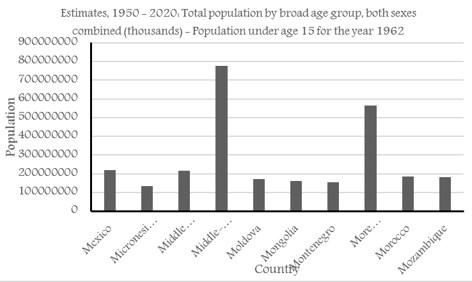 Estimates, 1950 - 2020: Total population by broad age group, both sexes
combined (thousands) - Population under age 15 for the year 1962
900000000
800000000
700000000
600000000
500000000
400000000
300000000
200000000
100000000
0
Population
Mexico
Micronesi...
Middle...
Middle-...
Moldova
Mongolia
Montenegro
More...
Morocco
Mozambique
Country